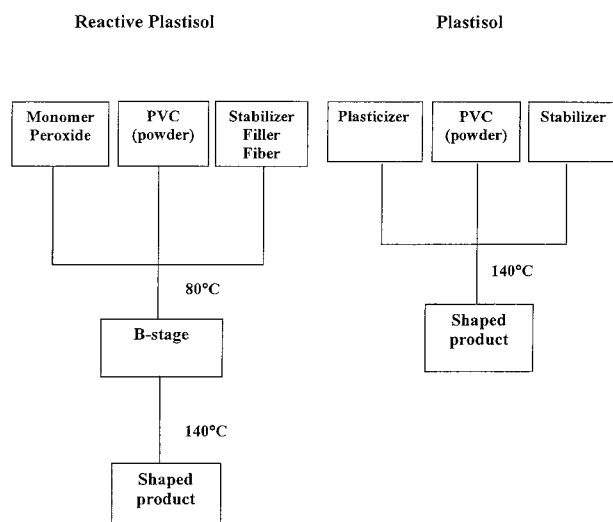 Reactive Plastisol
Plastisol
Monomer
Peroxide
PVC
(powder)
Stabilizer
Filler
Fiber
Plasticizer
PVC
(powder)
Stabilizer
80°C
140°C
B-stage
Shaped
product
140°C
Shaped
product